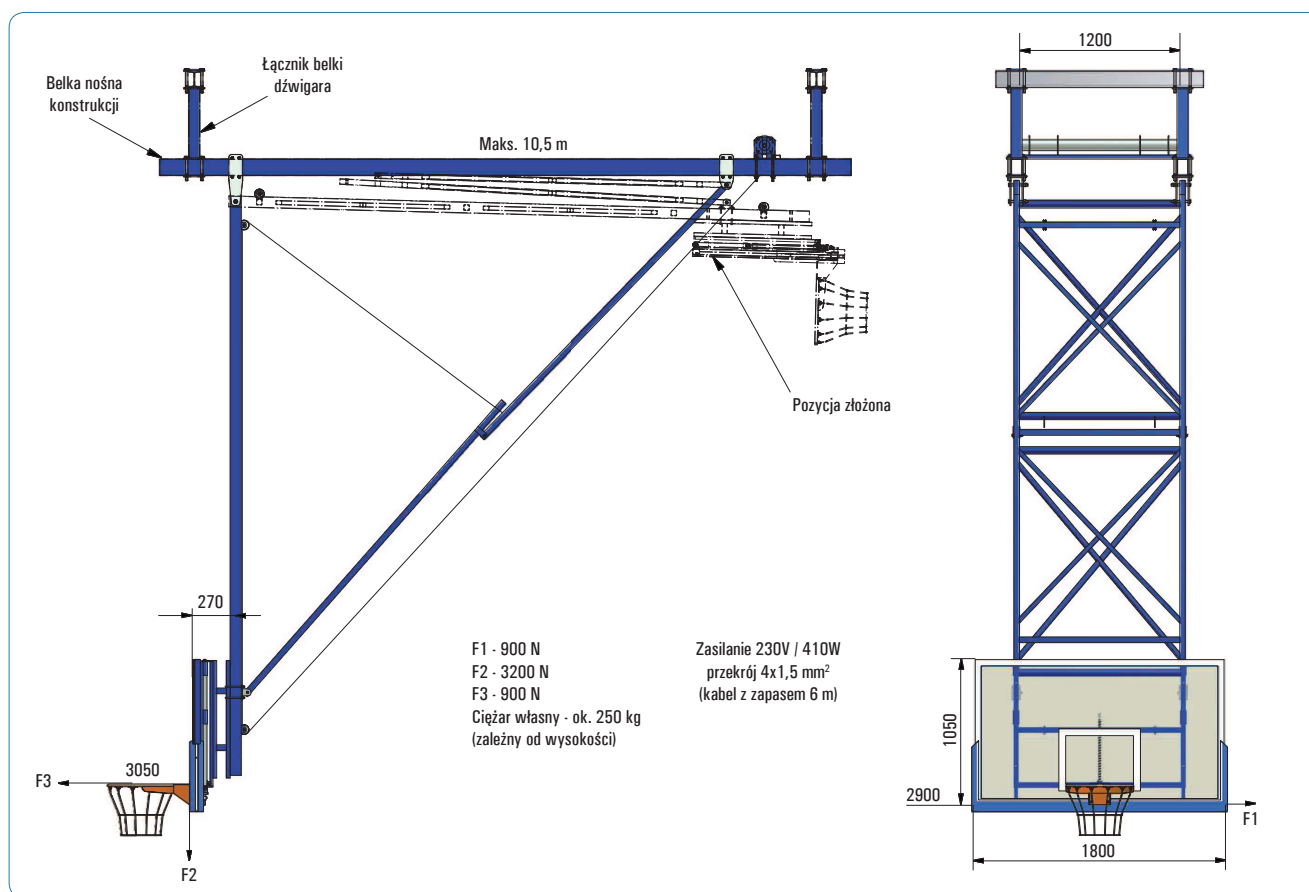 1200
Łącznik belki
dźwigara
Belka nośna
konstrukcji
Maks. 10,5 m
Pozycja złożona
270
F1 - 900 N
F2 - 3200 N
F3 - 900 N
Ciężar własny - ok. 250 kg
(zależny od wysokości)
Zasilanie 230V / 410W
przekrój 4x1,5 mm²
(kabel z zapasem 6 m)
1050
3050
F3
2900
F1
F2
1800